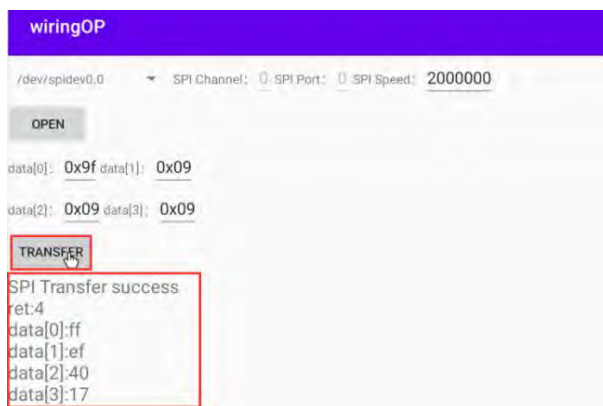 wiringOP
/dev/spidev0.0 SPI Channel: 0 SPI Port: 0 SPI Speed: 2000000
OPEN
data[0]: 0x9f data[1]: 0x09
data[2]: 0x09 data[3]: 0x09
TRANSFER
SPI Transfer success
ret:4
data[0]:ff
data[1]:ef
data[2]:40
data[3]:17